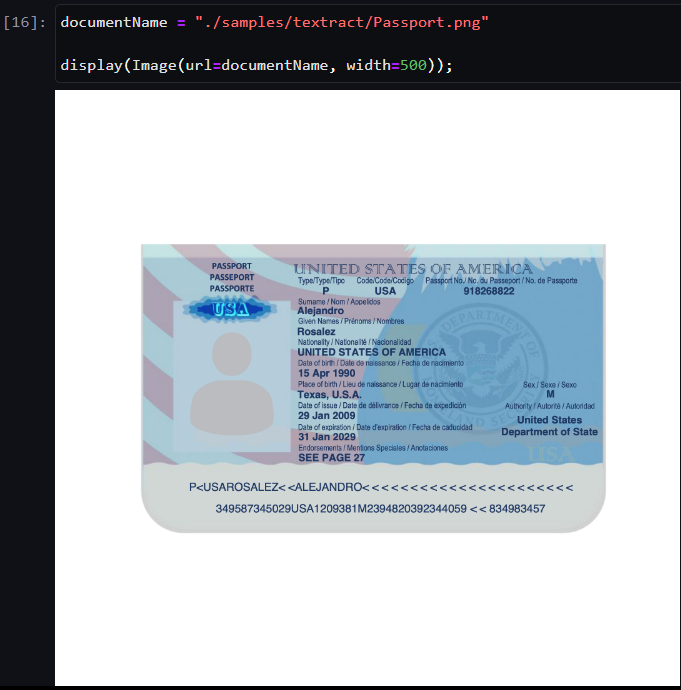 [16]: documentName = "./samples/textract/Passport.png"
display(Image(url=documentName, width=500));
PASSPORT
PASSEPORT
PASAPORTE
USA
UNITED STATES OF AMERICA
Type/Type/Tipo Code/Code/Codigo Passport No./ No. du Passeport / No. de Passporte
P USA 918268822
Surname / Nom / Appelidos
Alejandro
Given Names / Prénoms / Nombres
Rosalez
Nationality / Nationalité / Nacionalidad
UNITED STATES OF AMERICA
Date of birth / Date de naissance / Fecha de nacimiento
15 Apr 1990
Place of birth / Lieu de naissance / Lugar de nacimiento Sex / Sexe / Sexo
Texas, U.S.A. M
Date of issue / Date de délivrance / Fecha de expedición Authority / Autorité / Autoridad
29 Jan 2009 United States
Date of expiration / Date d'expiration / Fecha de caducidad Department of State
31 Jan 2029
Endorsements / Mentions Speciales / Anotaciones
SEE PAGE 27
USA
P<USAROSALEZ<<ALEJANDRO<<<<<<<<<<<<<<<<<<<<<<
349587345029USA1209381M2394820392344059<<834983457